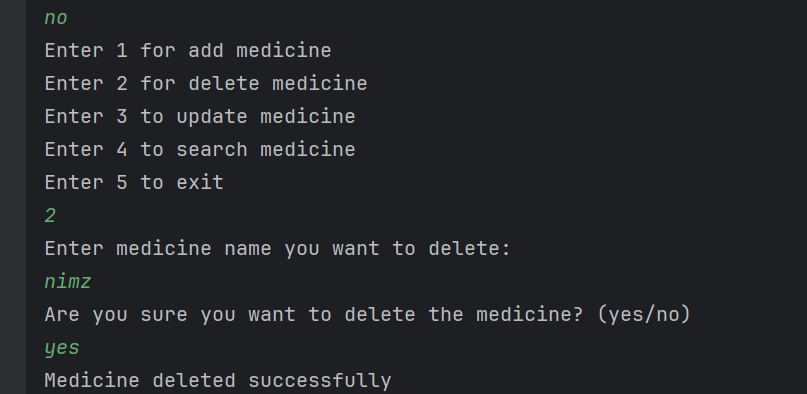 no
Enter 1 for add medicine
Enter 2 for delete medicine
Enter 3 to update medicine
Enter 4 to search medicine
Enter 5 to exit
2
Enter medicine name you want to delete:
nimz
Are you sure you want to delete the medicine? (yes/no)
yes
Medicine deleted successfully